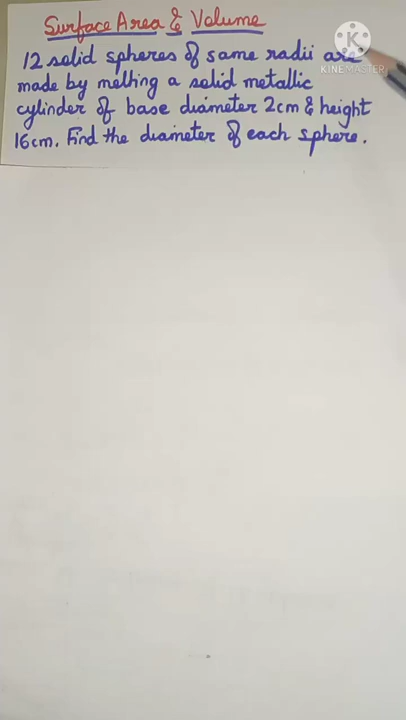 Surface Area & Volume
12 solid spheres of same radii are
made by melting a solid metallic
cylinder of base diameter 2cm & height
16cm. Find the diameter of each sphere.
K
KINEMASTER